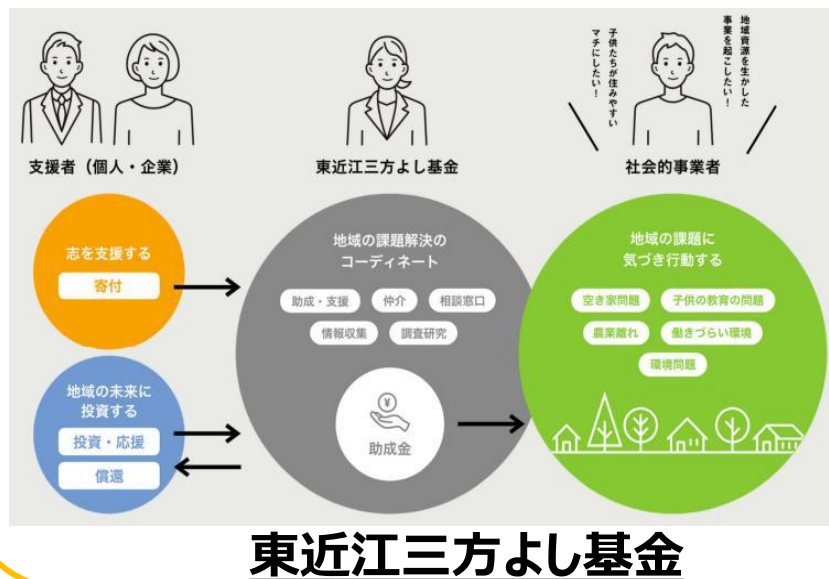 地域資源を生かした
事業を起こしたい！
子供たちが住みやすい
マチにしたい！
支援者（個人・企業）
東近江三方よし基金
社会的事業者
志を支援する
寄付
地域の未来に
投資する
投資・応援
償還
地域の課題解決の
コーディネート
助成・支援
仲介
相談窓口
情報収集
調査研究
¥
助成金
地域の課題に
気づき行動する
空き家問題
子供の教育の問題
農業離れ
働きづらい環境
環境問題
東近江三方よし基金